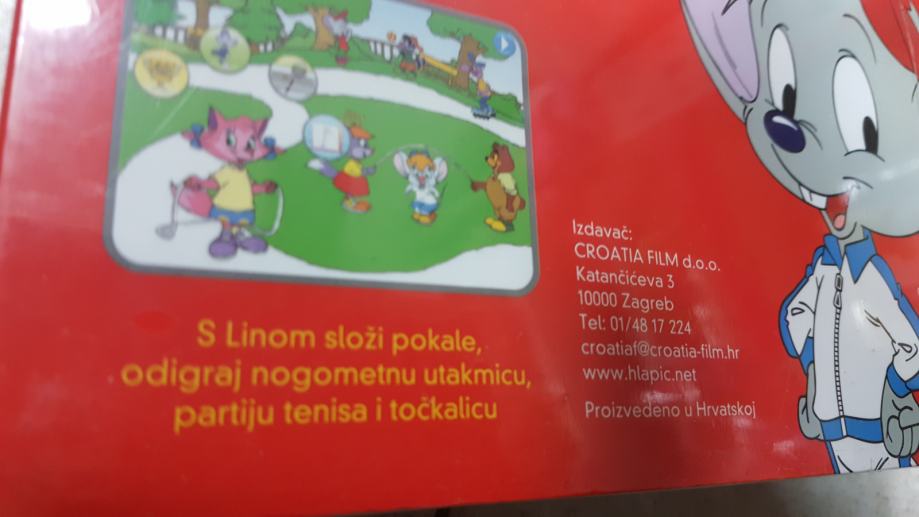 S Linom složi pokale,
odigraj nogometnu utakmicu,
partiju tenisa i točkalicu
Izdavač:
CROATIA FILM d.o.o.
Katančićeva 3
10000 Zagreb
Tel: 01/48 17 224
croatiaf@croatia-film.hr
www.hlapic.net
Proizvedeno u Hrvatskoj